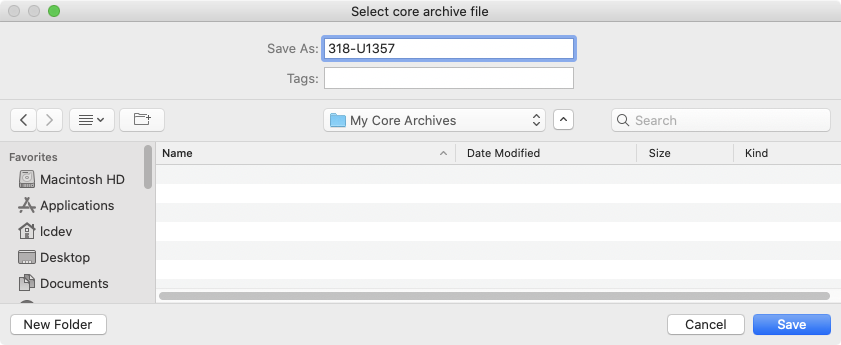 Select core archive file
Save As: 318-U1357
Tags:
My Core Archives
Search
Favorites
Name Date Modified Size Kind
Macintosh HD
Applications
lcdev
Desktop
Documents
New Folder Cancel Save